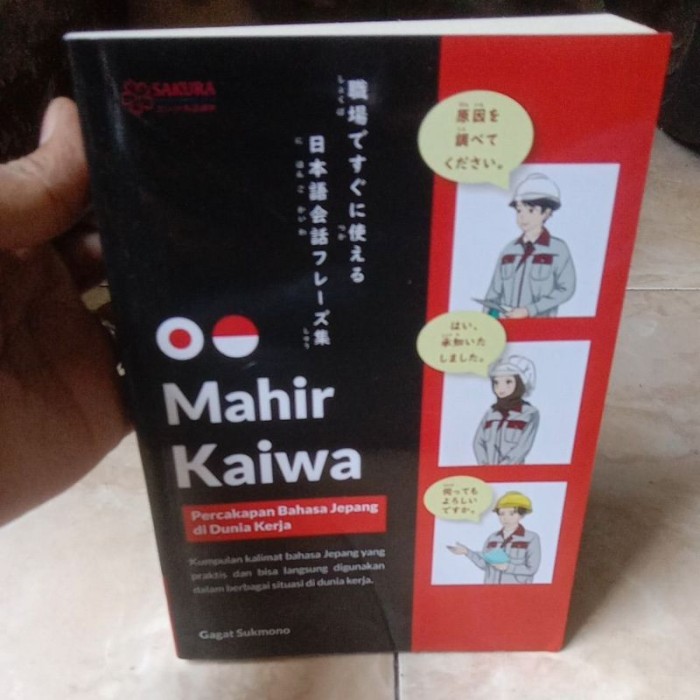 SAKURA
職場ですぐに使える
日本語会話フレーズ集
原因を
調べて
ください。
はい、
承知いた
しました。
伺っても
よろしい
ですか。
Mahir
Kaiwa
Percakapan Bahasa Jepang
di Dunia Kerja
Kumpulan kalimat bahasa Jepang yang
praktis dan bisa langsung digunakan
dalam berbagai situasi di dunia kerja.
Gagat Sukmono